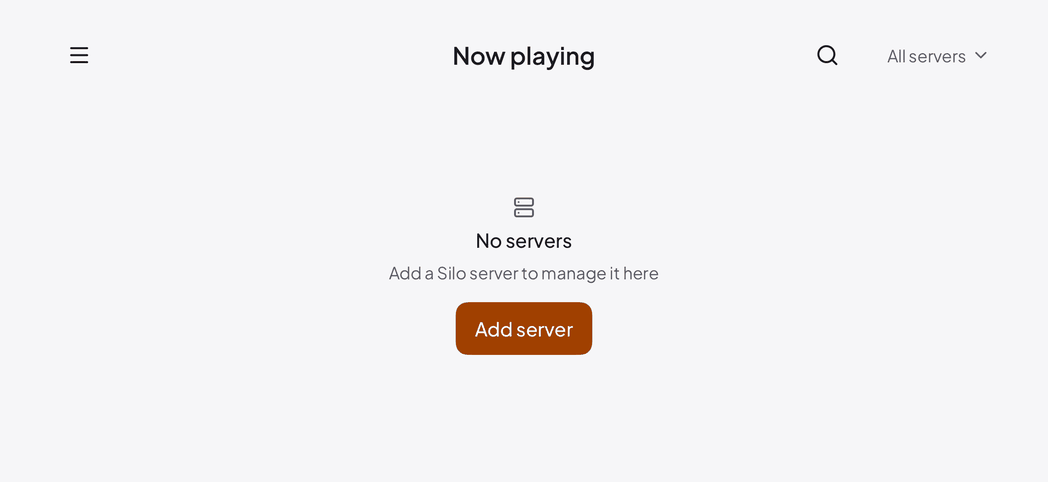 Now playing
All servers
No servers
Add a Silo server to manage it here
Add server